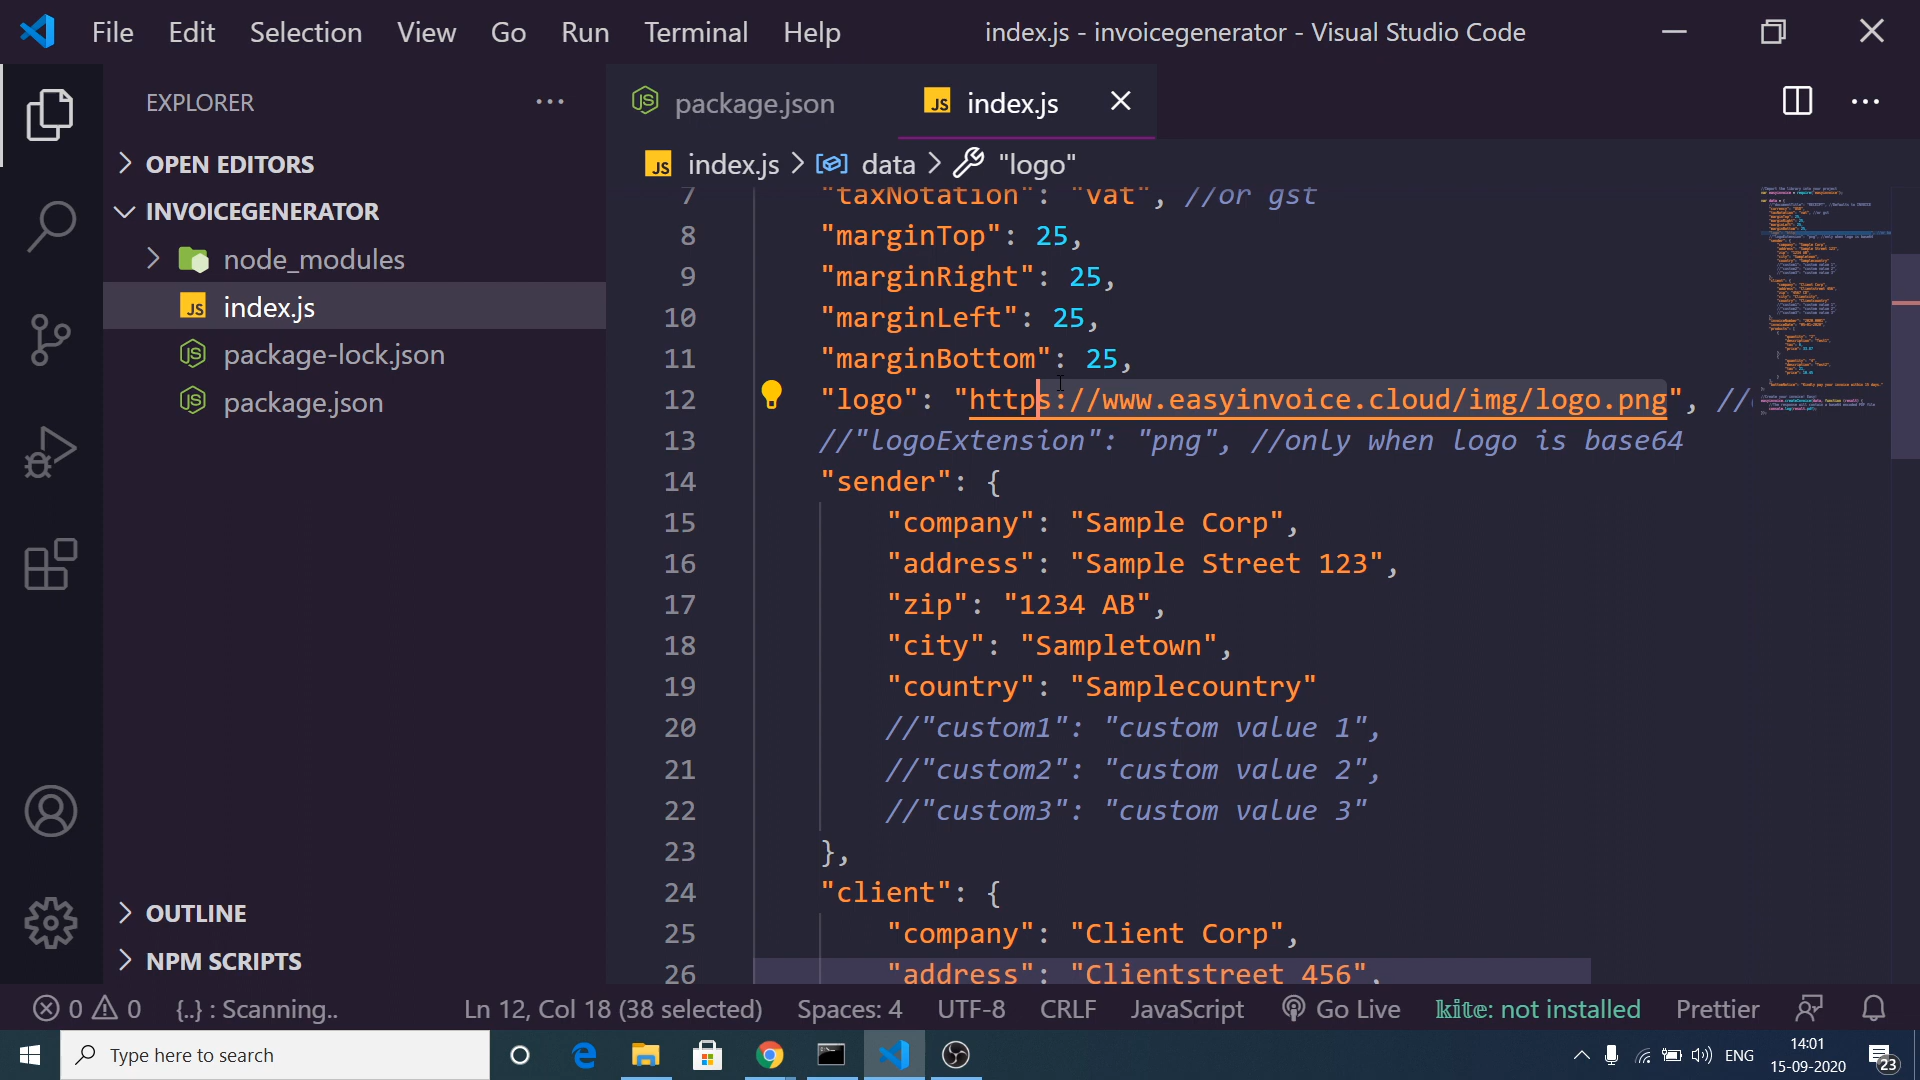 File Edit Selection View Go Run Terminal Help index.js - invoicegenerator - Visual Studio Code
EXPLORER
OPEN EDITORS
INVOICEGENERATOR
node_modules
JS index.js
package-lock.json
package.json
OUTLINE
NPM SCRIPTS
package.json
JS index.js
JS index.js > data > "logo"
7 "taxNotation": "vat", //or gst
8 "marginTop": 25,
9 "marginRight": 25,
10 "marginLeft": 25,
11 "marginBottom": 25,
12 "logo": "https://www.easyinvoice.cloud/img/logo.png", //
13 //"logoExtension": "png", //only when logo is base64
14 "sender": {
15 "company": "Sample Corp",
16 "address": "Sample Street 123",
17 "zip": "1234 AB",
18 "city": "Sampletown",
19 "country": "Samplecountry"
20 //"custom1": "custom value 1",
21 //"custom2": "custom value 2",
22 //"custom3": "custom value 3"
23 },
24 "client": {
25 "company": "Client Corp",
26 "address": "Clientstreet 456",
0 0 {..} : Scanning.. Ln 12, Col 18 (38 selected) Spaces: 4 UTF-8 CRLF JavaScript Go Live kite: not installed Prettier
Type here to search
ENG
14:01
15-09-2020
23